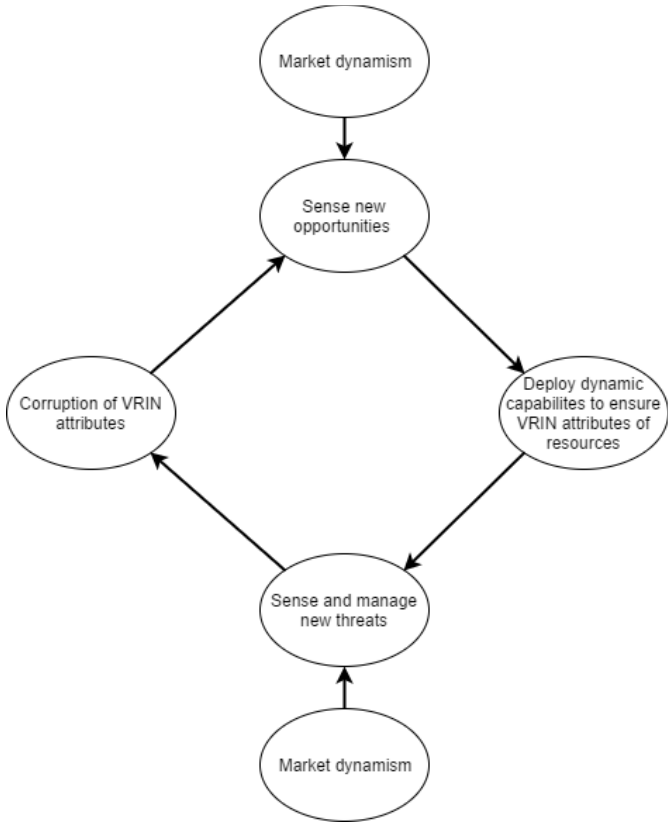 Market dynamism
Sense new
opportunities
Corruption of VRIN
attributes
Deploy dynamic
capabilites to ensure
VRIN attributes of
resources
Sense and manage
new threats
Market dynamism